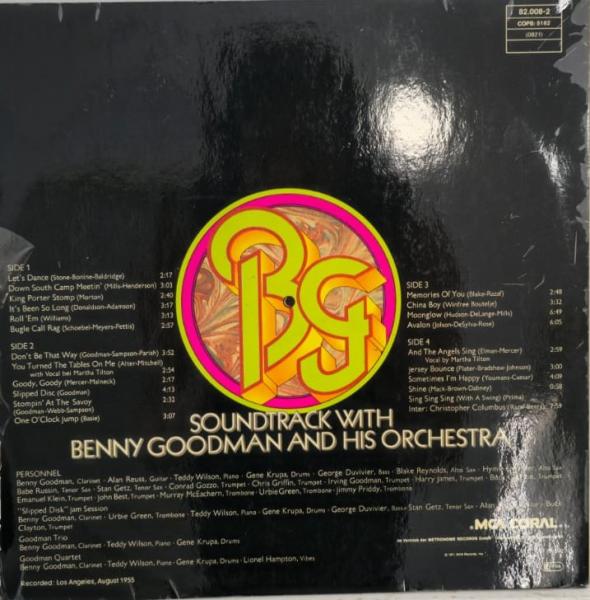 82.008-2
COPS: 5182
(0821)
BG
SIDE 1
Let's Dance (Stone-Bonine-Baldridge) 2:17
Down South Camp Meetin' (Mills-Henderson) 3:03
King Porter Stomp (Morton) 2:40
It's Been So Long (Donaldson-Adamson) 3:17
Roll 'Em (Williams) 3:13
Bugle Call Rag (Schoebel-Meyers-Pettis) 2:57
SIDE 2
Don't Be That Way (Goodman-Sampson-Parish) 3:52
You Turned The Tables On Me (Alter-Mitchell)
with Vocal bei Martha Tilton 2:54
Goody, Goody (Mercer-Malneck) 2:17
Slipped Disc (Goodman) 4:13
Stompin' At The Savoy 2:32
(Goodman-Webb-Sampson)
One O'Clock Jump (Basie) 3:07
SIDE 3
Memories Of You (Blake-Razaf) 2:48
China Boy (Winfree Boutelje) 3:32
Moonglow (Hudson-DeLange-Mills) 6:49
Avalon (Jolson-DeSylva-Rose) 6:05
SIDE 4
And The Angels Sing (Elman-Mercer) 2:59
Vocal by Martha Tilton
Jersey Bounce (Plater-Bradshaw Johnson) 3:00
Sometimes I'm Happy (Youmans-Caesar) 4:09
Shine (Mack-Brown-Dabney) 0:58
Sing Sing Sing (With A Swing) (Prima)
Inter: Christopher Columbus 7:59
SOUNDTRACK WITH
BENNY GOODMAN AND HIS ORCHESTRA
PERSONNEL
Benny Goodman, Clarinet · Alan Reuss, Guitar · Teddy Wilson, Piano · Gene Krupa, Drums · George Duvivier, Bass · Blake Reynolds, Alto Sax · Alto Sax
Babe Russin, Tenor Sax · Stan Getz, Tenor Sax · Conrad Gozzo, Trumpet · Chris Griffin, Trumpet · Irving Goodman, Trumpet · Harry James, Trumpet · Trumpet
Emanuel Klein, Trumpet · John Best, Trumpet · Murray McEachern, Trombone · Urbie Green, Trombone · Jimmy Priddy, Trombone
"Slipped Disk" Jam Session
Benny Goodman, Clarinet · Urbie Green, Trombone · Teddy Wilson, Piano · Gene Krupa, Drums · George Duvivier, Bass · Stan Getz, Tenor Sax · Alan Buck
Clayton, Trumpet
Goodman Trio
Benny Goodman, Clarinet · Teddy Wilson, Piano · Gene Krupa, Drums
Goodman Quartet
Benny Goodman, Clarinet · Teddy Wilson, Piano · Gene Krupa, Drums · Lionel Hampton, Vibes
Recorded: Los Angeles, August 1955
MCA CORAL